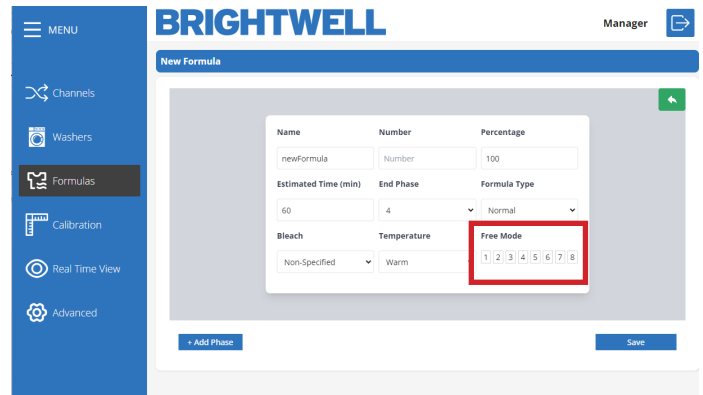 MENU
BRIGHTWELL
Manager
New Formula
Channels
Washers
Formulas
Calibration
Real Time View
Advanced
Name Number Percentage
newFormula Number 100
Estimated Time (min) End Phase Formula Type
60 4 Normal
Bleach Temperature Free Mode
Non-Specified Warm 1 2 3 4 5 6 7 8
+ Add Phase Save